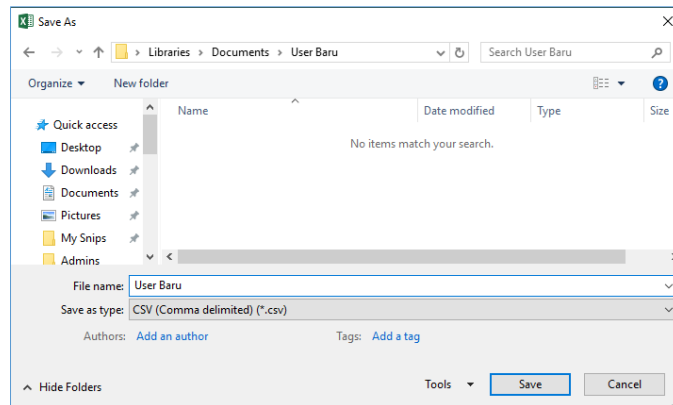 Save As
Libraries > Documents > User Baru
Search User Baru
Organize
New folder
Name
Date modified
Type
Size
Quick access
No items match your search.
Desktop
Downloads
Documents
Pictures
My Snips
Admins
File name: User Baru
Save as type: CSV (Comma delimited) (*.csv)
Authors: Add an author
Tags: Add a tag
Hide Folders
Tools
Save
Cancel